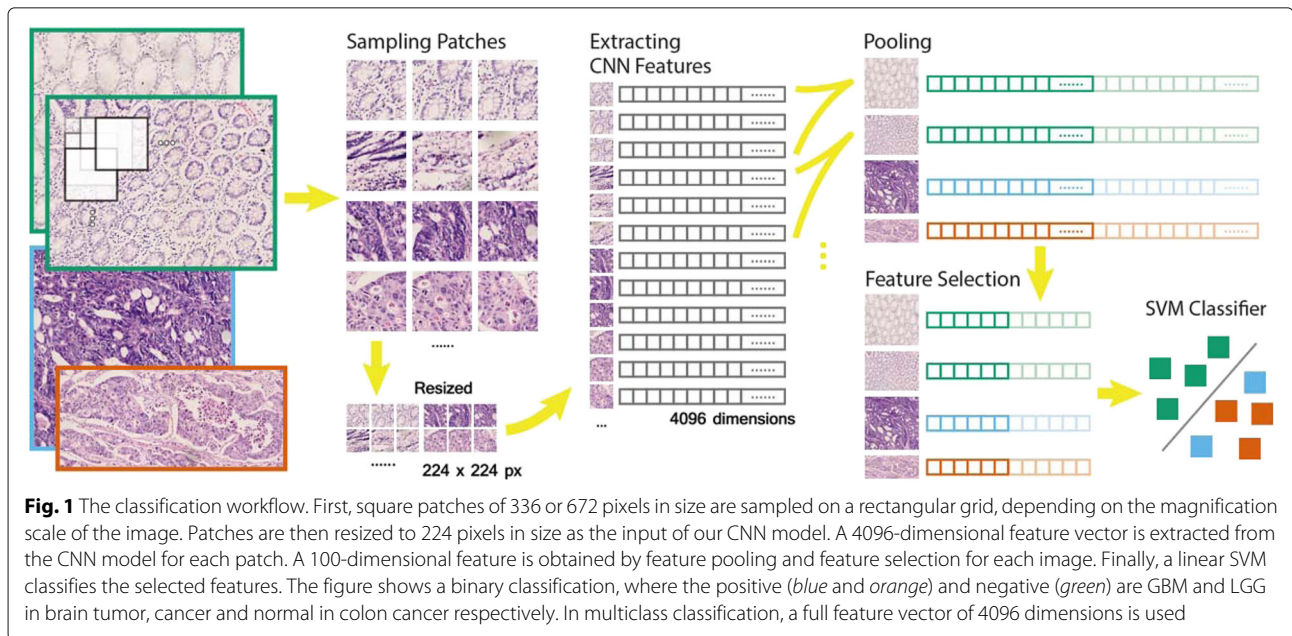 Sampling Patches
......
Resized
......
224 x 224 px
Extracting
CNN Features
......
......
......
......
......
......
......
......
......
......
......
......
...
4096 dimensions
Pooling
...... ......
...... ......
...... ......
...... ......
Feature Selection
SVM Classifier
Fig. 1 The classification workflow. First, square patches of 336 or 672 pixels in size are sampled on a rectangular grid, depending on the magnification
scale of the image. Patches are then resized to 224 pixels in size as the input of our CNN model. A 4096-dimensional feature vector is extracted from
the CNN model for each patch. A 100-dimensional feature is obtained by feature pooling and feature selection for each image. Finally, a linear SVM
classifies the selected features. The figure shows a binary classification, where the positive (blue and orange) and negative (green) are GBM and LGG
in brain tumor, cancer and normal in colon cancer respectively. In multiclass classification, a full feature vector of 4096 dimensions is used